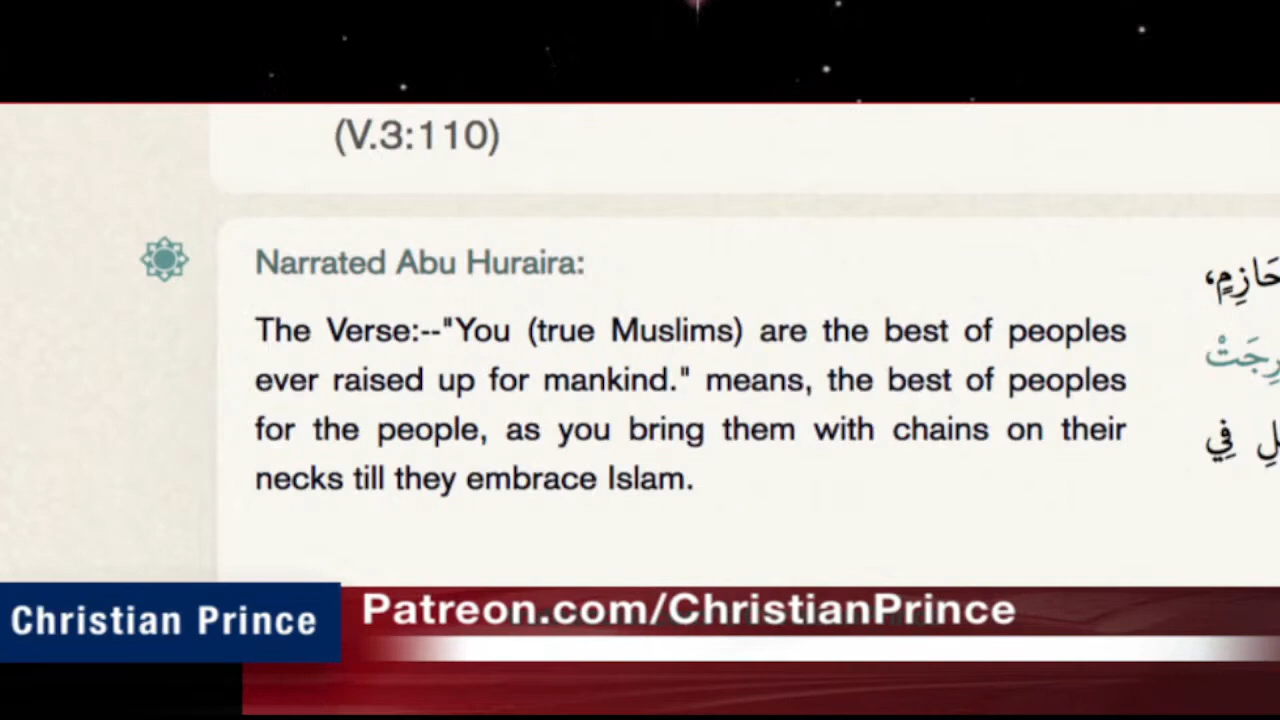 (V.3:110)
Narrated Abu Huraira:
The Verse:--"You (true Muslims) are the best of peoples
ever raised up for mankind." means, the best of peoples
for the people, as you bring them with chains on their
necks till they embrace Islam.
حَازِمٍ،
رِجَتْ
لِ فِي
Christian Prince
Patreon.com/ChristianPrince